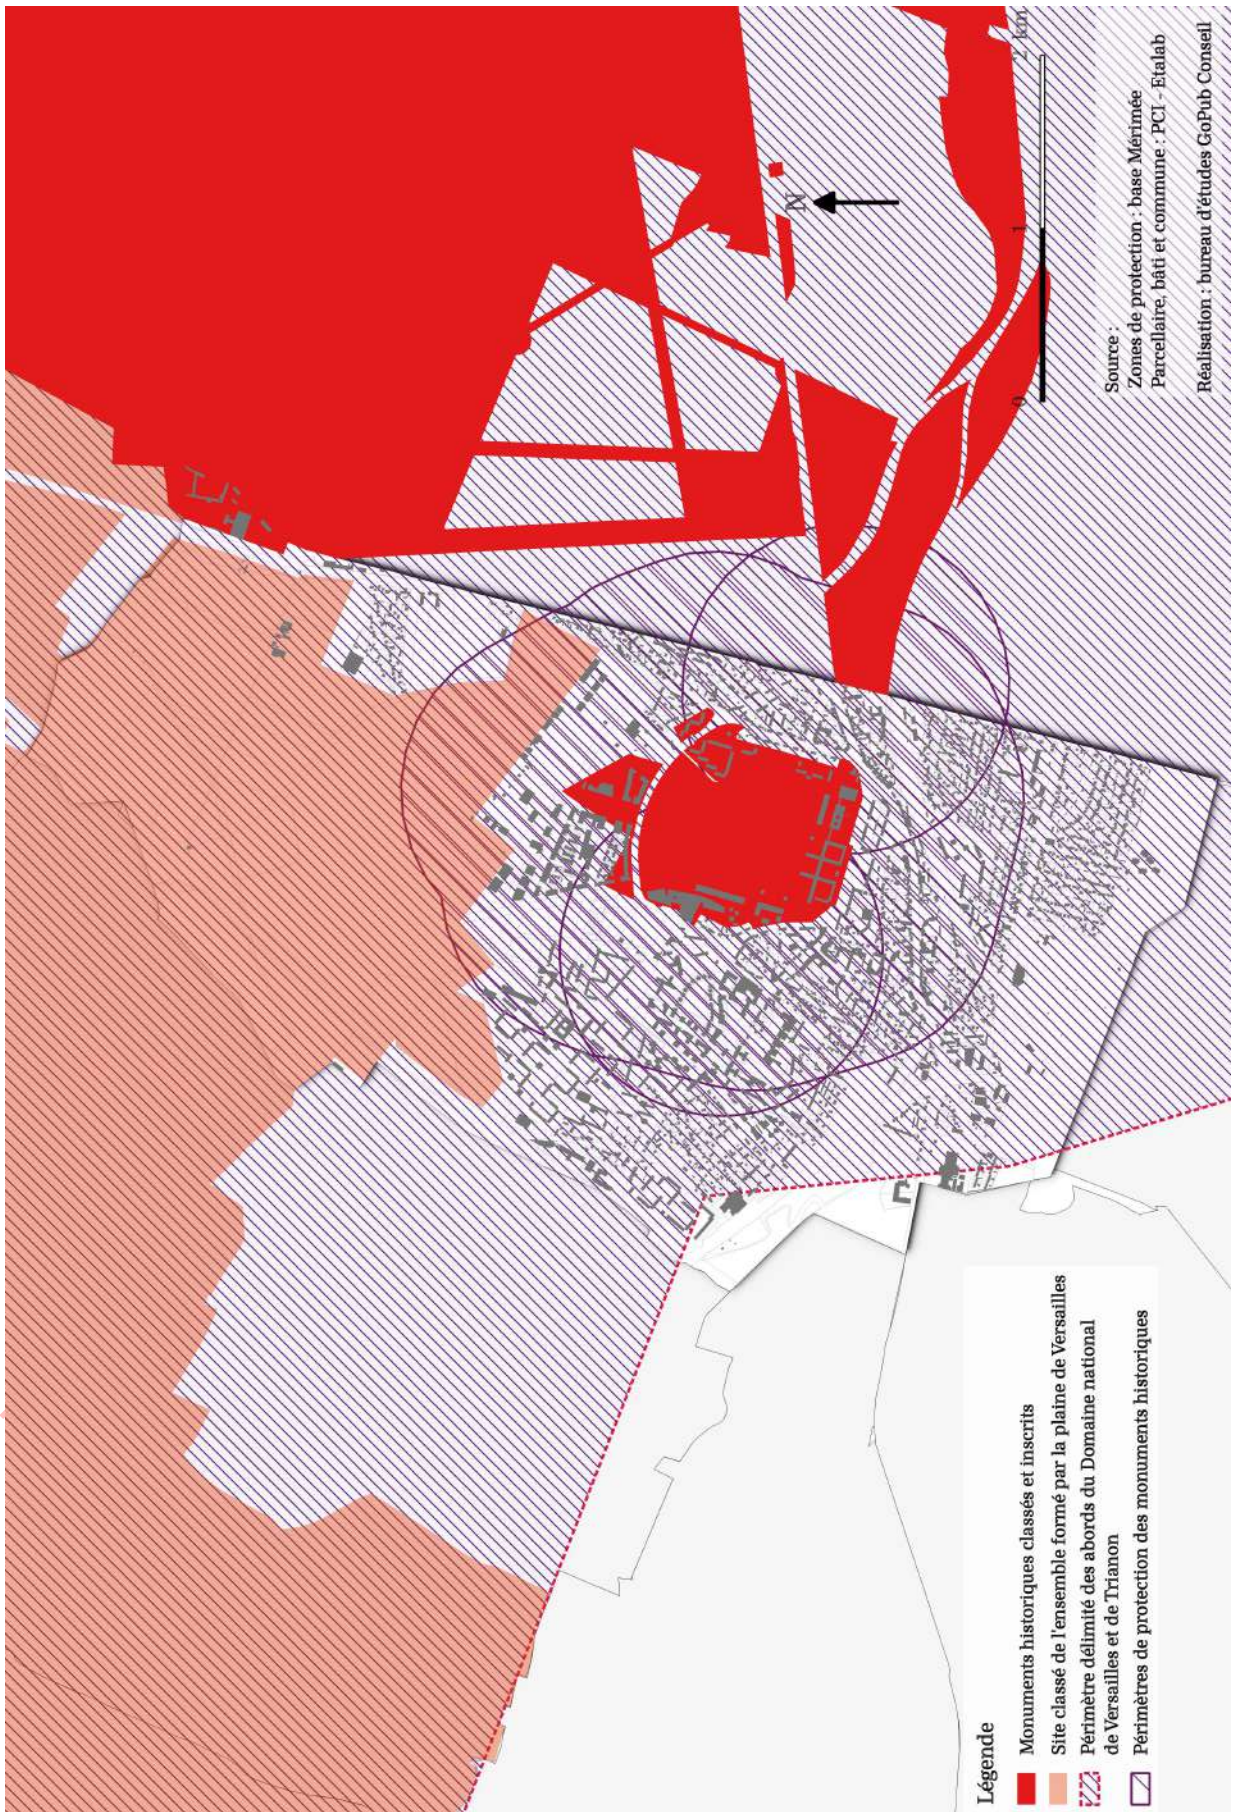 Légende
Monuments historiques classés et inscrits
Site classé de l'ensemble formé par la plaine de Versailles
Périmètre délimité des abords du Domaine national
de Versailles et de Trianon
Périmètres de protection des monuments historiques
N
0 1 2 km
Source :
Zones de protection : base Mérimée
Parcellaire, bâti et commune : PCI - Etalab
Réalisation : bureau d'études GoPub Conseil